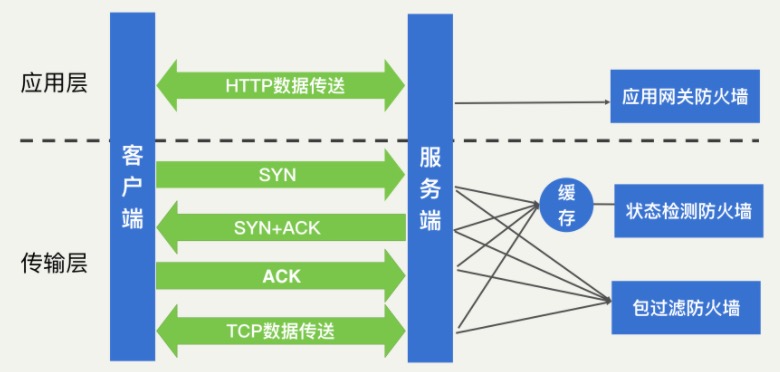 应用层
HTTP数据传送
应用网关防火墙
客户端
服务端
SYN
缓存
状态检测防火墙
SYN+ACK
传输层
ACK
包过滤防火墙
TCP数据传送